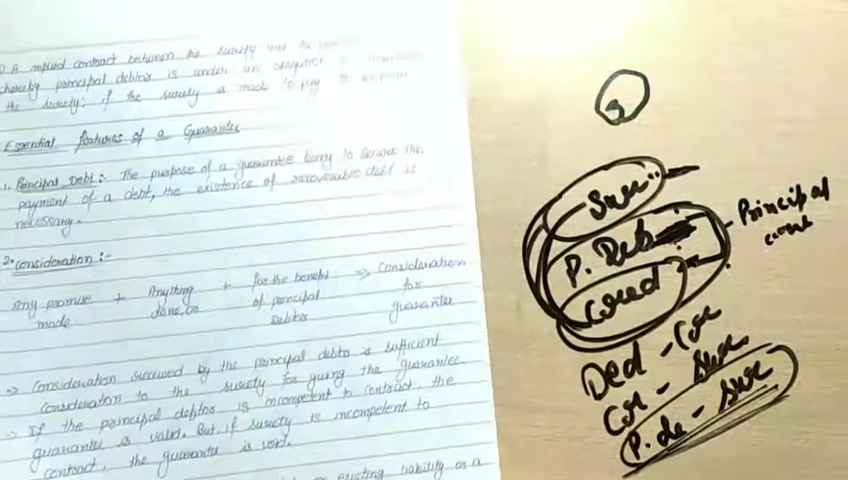 A implied contract between the surety and the
whereby principal debtor is under an obligation to
the surety; if the surety is made to pay
Essential features of a Guarantee
1. Principal Debt:- The purpose of a guarantee being to secure the
payment of a debt, the existence of recoverable debt is
necessary.
2. Consideration :-
Any promise + Anything + for the benefit => Consideration
made done, or of principal for
Debtor guarantee
=> Consideration received by the principal debtor is sufficient
consideration to the surety for giving the guarantee.
=> If the principal debtor is incompetent to contract, the
guarantee is valid. But if surety is incompetent to
contract, the guarantee is void.
existing liability or a
2
Sure
P. Deb
Cred
Principal
Ded - Cre
Cre - Sure
P. de - Sure